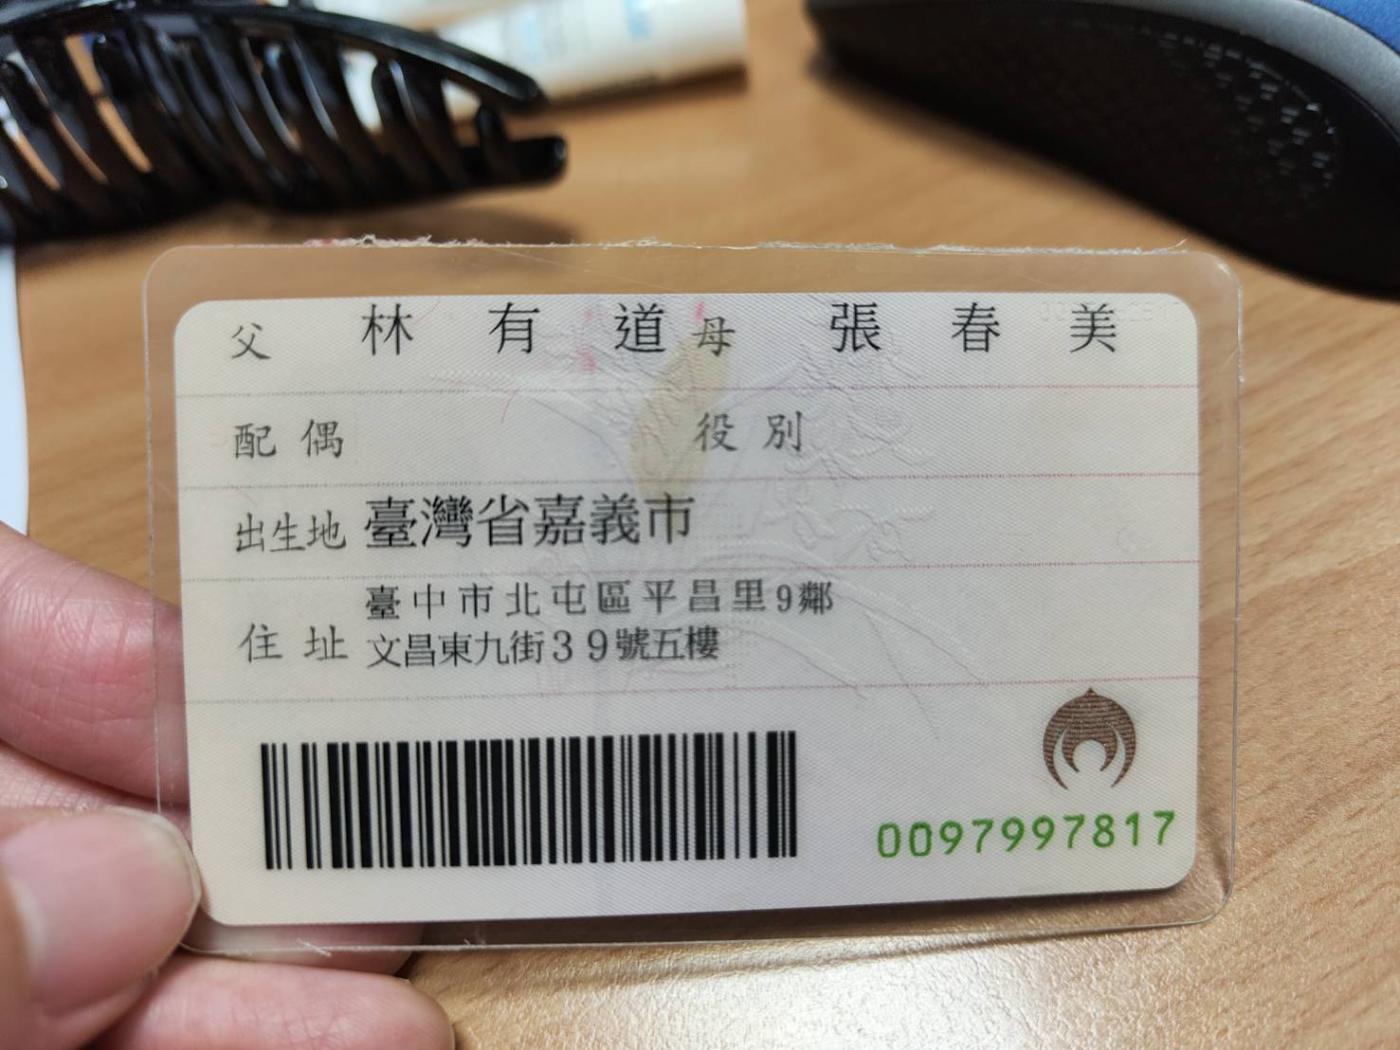 父 林有道 母 張春美
配偶 役別
出生地 臺灣省嘉義市
住址 臺中市北屯區平昌里9鄰
文昌東九街39號五樓
0097997817